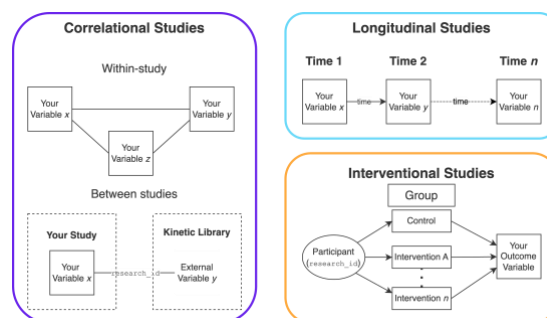 Correlational Studies
Within-study
Your
Variable x
Your
Variable y
Your
Variable z
Between studies
Your Study
Kinetic Library
Your
Variable x
research_id
External
Variable y
Longitudinal Studies
Time 1
Time 2
Time n
Your
Variable x
time
Your
Variable y
time
Your
Variable n
Interventional Studies
Group
Control
Participant
(research_id)
Intervention A
Intervention n
Your
Outcome
Variable